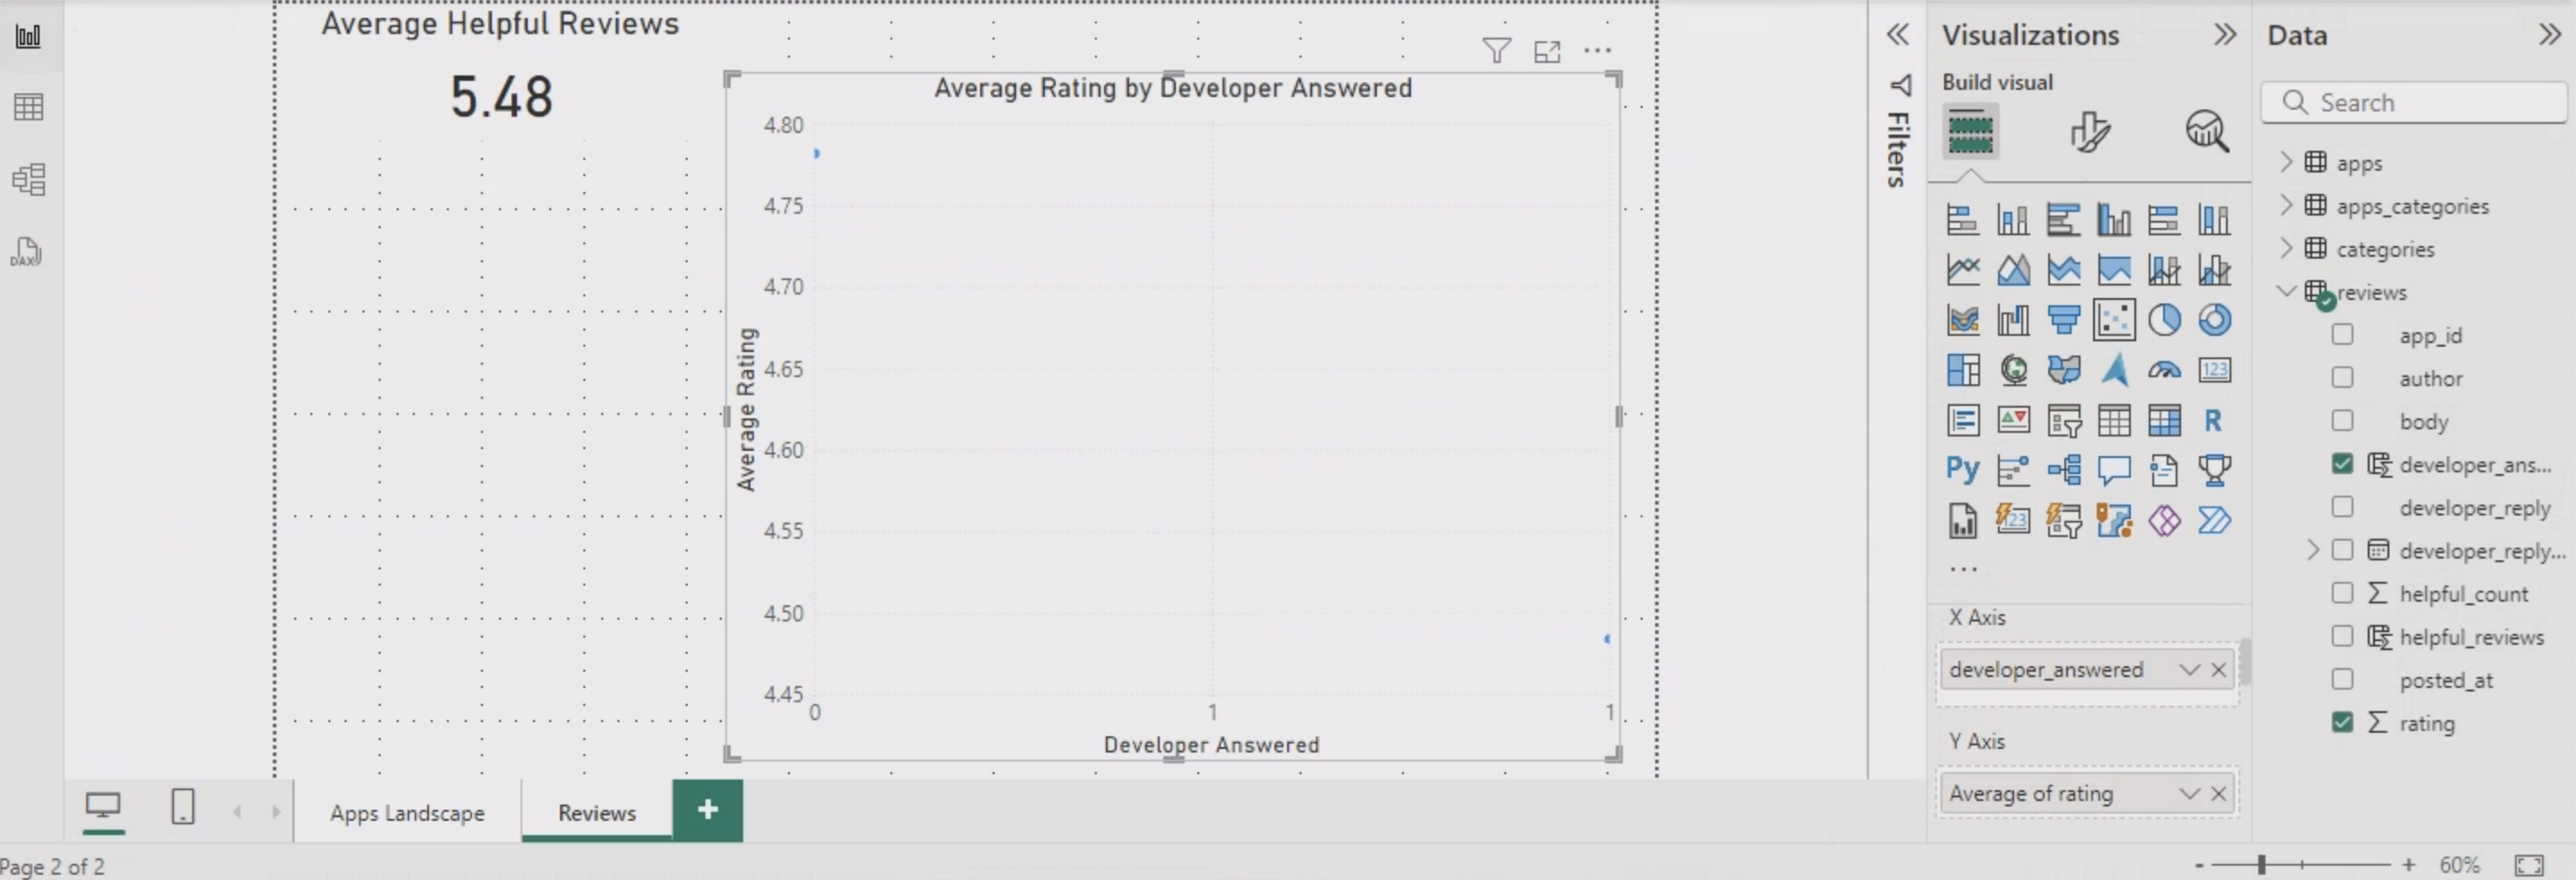 Average Helpful Reviews
5.48
Average Rating by Developer Answered
4.80
4.75
4.70
4.65
4.60
4.55
4.50
4.45
Average Rating
0
1
1
Developer Answered
Filters
Visualizations
Build visual
123
R
Py
123
X Axis
developer_answered
Y Axis
Average of rating
Data
Search
apps
apps_categories
categories
reviews
app_id
author
body
developer_ans...
developer_reply
developer_reply...
helpful_count
helpful_reviews
posted_at
rating
DAX
Apps Landscape
Reviews
+
Page 2 of 2
- + 60%